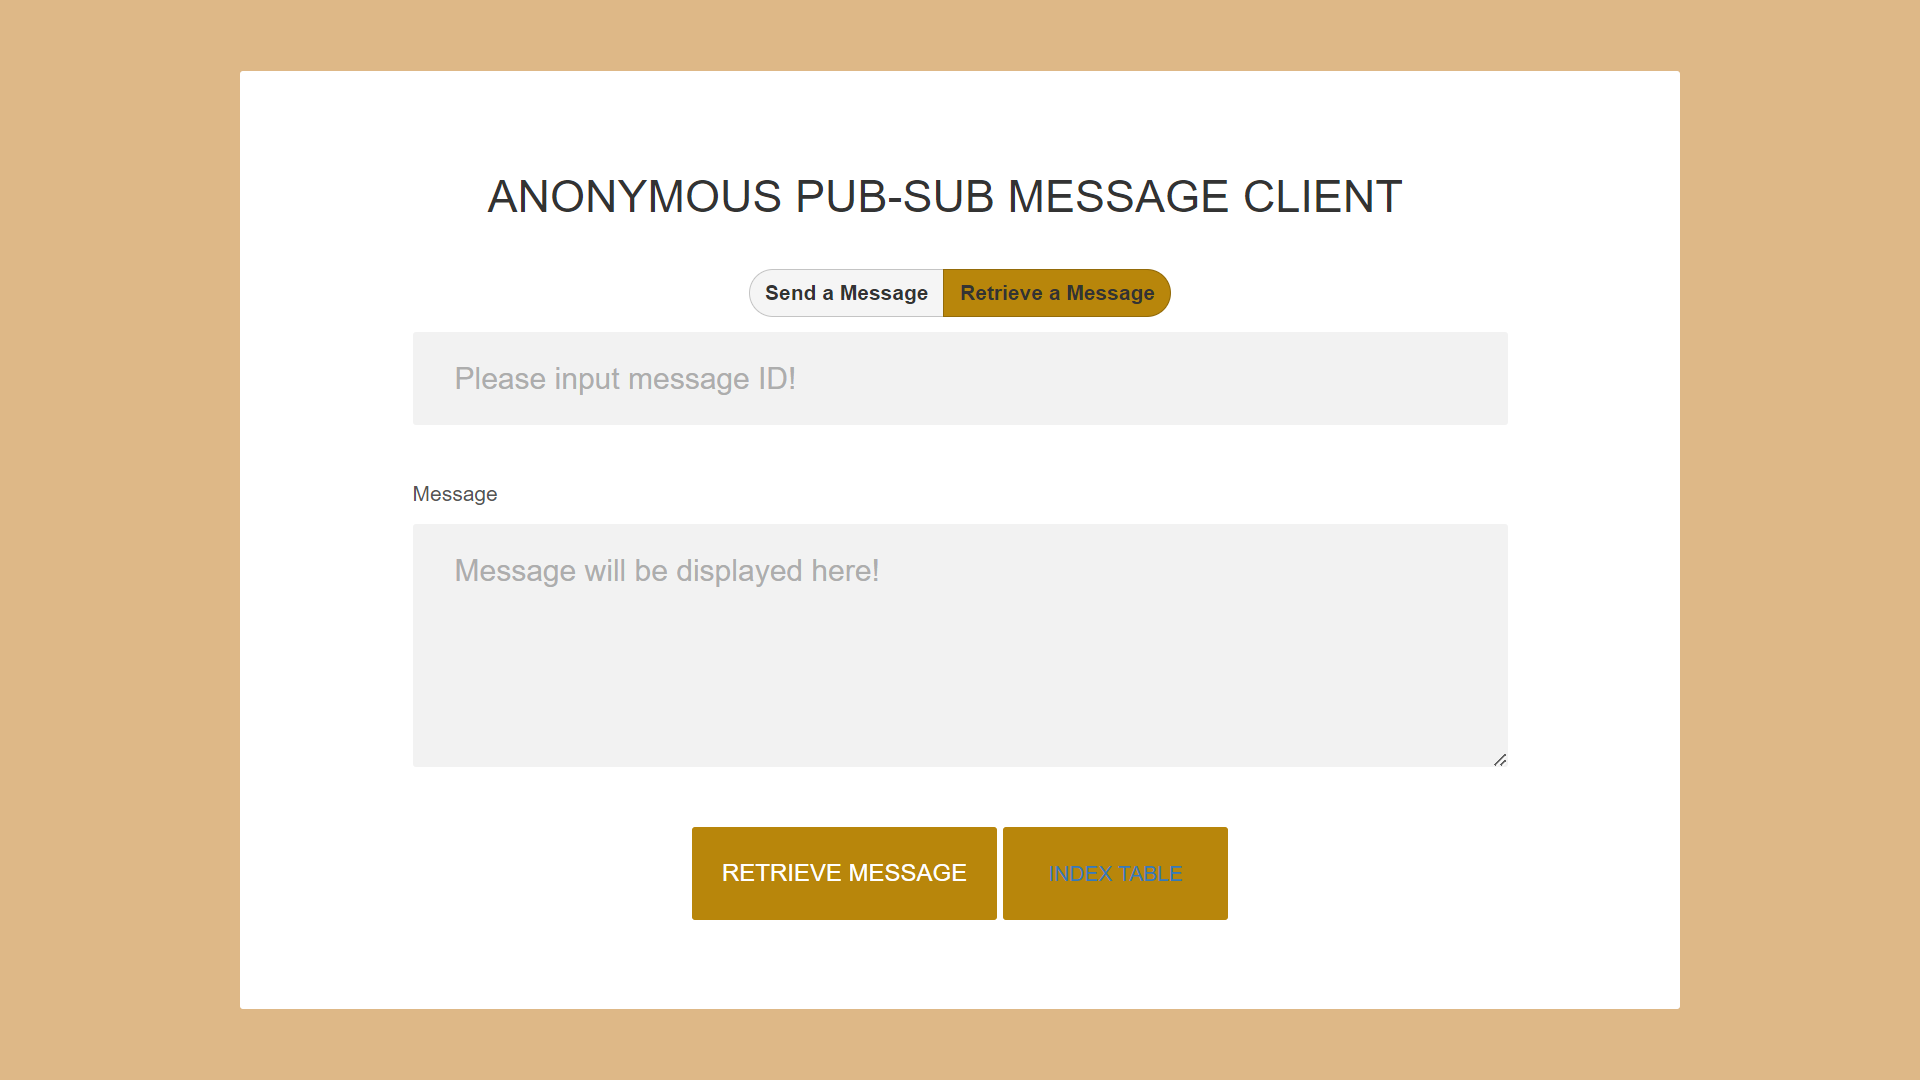 ANONYMOUS PUB-SUB MESSAGE CLIENT
Send a Message Retrieve a Message
Please input message ID!
Message
Message will be displayed here!
RETRIEVE MESSAGE INDEX TABLE